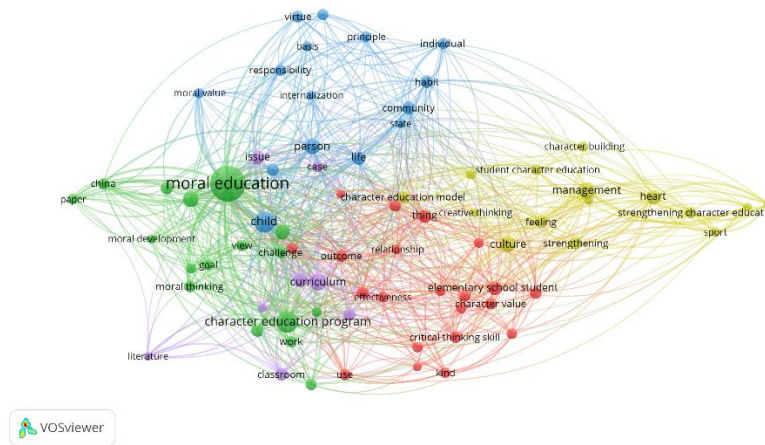 virtue
principle
individual
basis
responsibility
habit
moral value
internalization
community
state
person
issue
case
life
character building
student character education
china
moral education
management
heart
paper
character education model
thing
creative thinking
strengthening character educat
child
feeling
sport
moral development
view
challenge
relationship
culture
strengthening
outcome
goal
moral thinking
curriculum
effectiveness
elementary school student
character value
character education program
work
critical thinking skill
literature
classroom
use
kind
VOSviewer